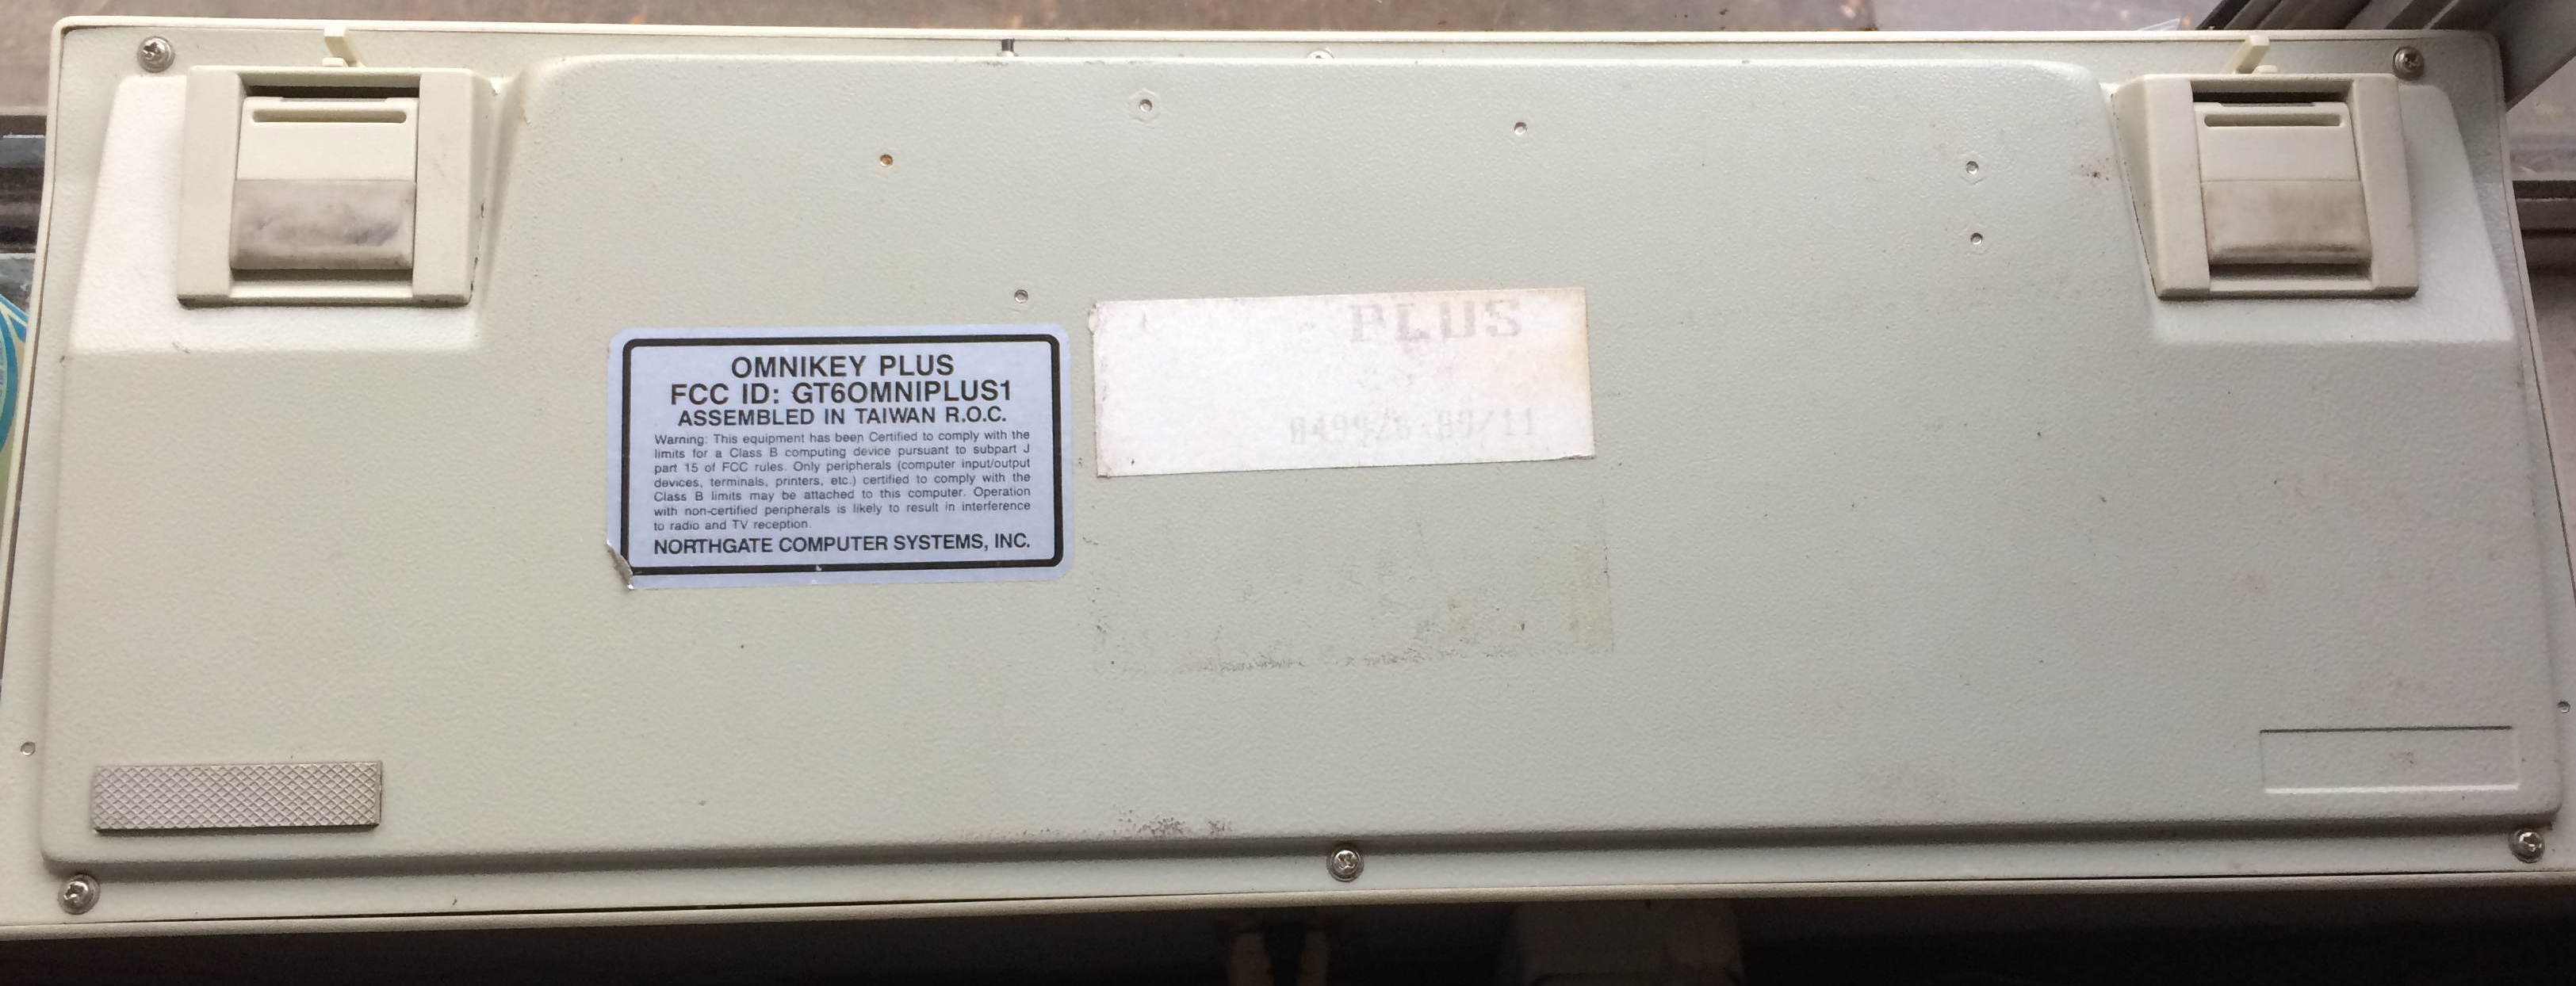 OMNIKEY PLUS
FCC ID: GT6OMNIPLUS1
ASSEMBLED IN TAIWAN R.O.C.
Warning: This equipment has been Certified to comply with the
limits for a Class B computing device pursuant to subpart J
part 15 of FCC rules. Only peripherals (computer input/output
devices, terminals, printers, etc.) certified to comply with the
Class B limits may be attached to this computer. Operation
with non-certified peripherals is likely to result in interference
to radio and TV reception.
NORTHGATE COMPUTER SYSTEMS, INC.
PLUS